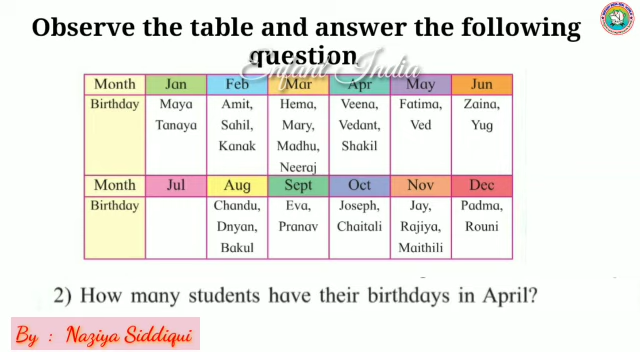 Observe the table and answer the following
question
Enfant India
Month Jan Feb Mar Apr May Jun
Birthday Maya Amit, Hema, Veena, Fatima, Zaina,
Tanaya Sahil, Mary, Vedant, Ved Yug
Kanak Madhu, Shakil
Neeraj
Month Jul Aug Sept Oct Nov Dec
Birthday Chandu, Eva, Joseph, Jay, Padma,
Dnyan, Pranav Chaitali Rajiya, Rouni
Bakul Maithili
2) How many students have their birthdays in April?
By : Naziya Siddiqui